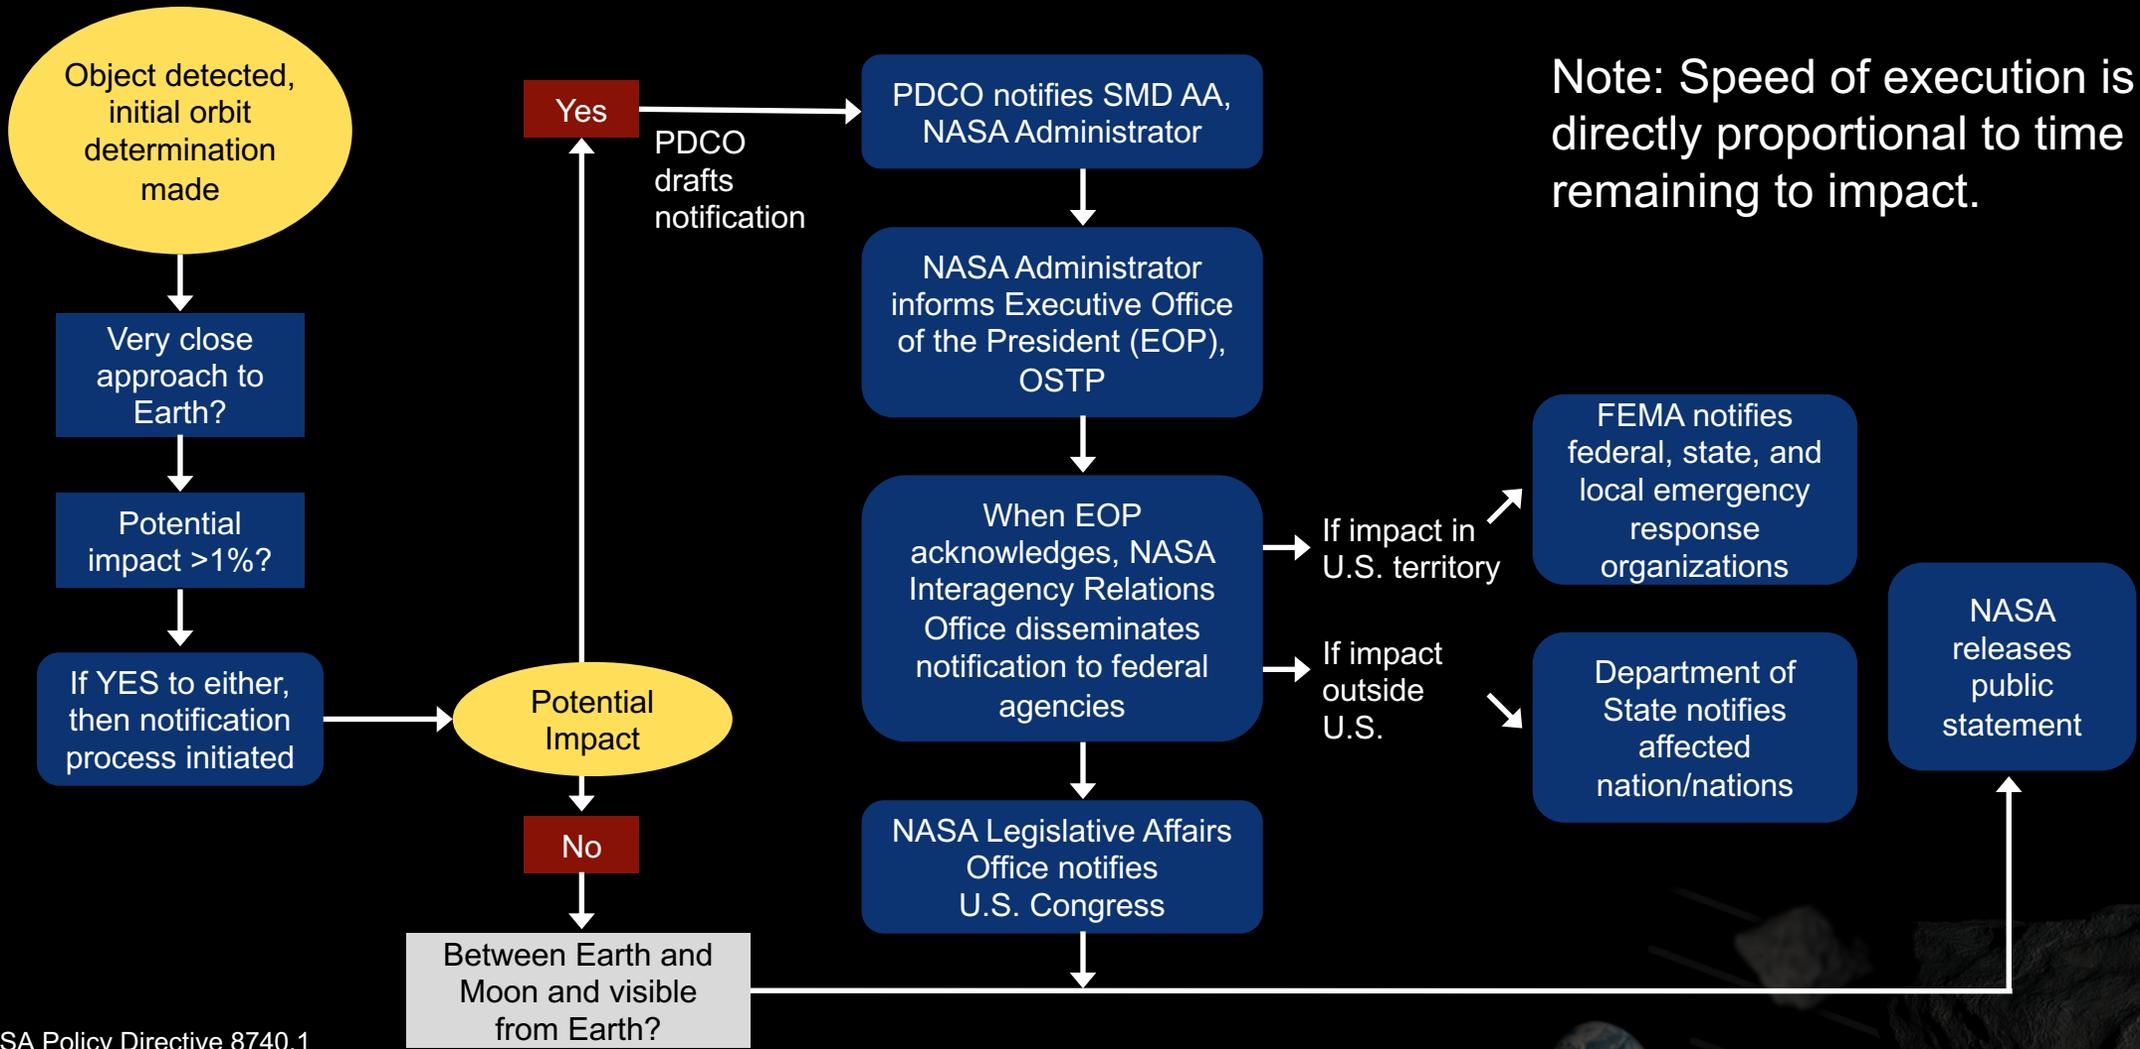 Object detected,
initial orbit
determination
made
Very close
approach to
Earth?
Potential
impact >1%?
If YES to either,
then notification
process initiated
Potential
Impact
Yes
PDCO
drafts
notification
No
Between Earth and
Moon and visible
from Earth?
PDCO notifies SMD AA,
NASA Administrator
NASA Administrator
informs Executive Office
of the President (EOP),
OSTP
When EOP
acknowledges, NASA
Interagency Relations
Office disseminates
notification to federal
agencies
NASA Legislative Affairs
Office notifies
U.S. Congress
If impact in
U.S. territory
If impact
outside
U.S.
FEMA notifies
federal, state, and
local emergency
response
organizations
Department of
State notifies
affected
nation/nations
NASA
releases
public
statement
Note: Speed of execution is
directly proportional to time
remaining to impact.
SA Policy Directive 8740.1